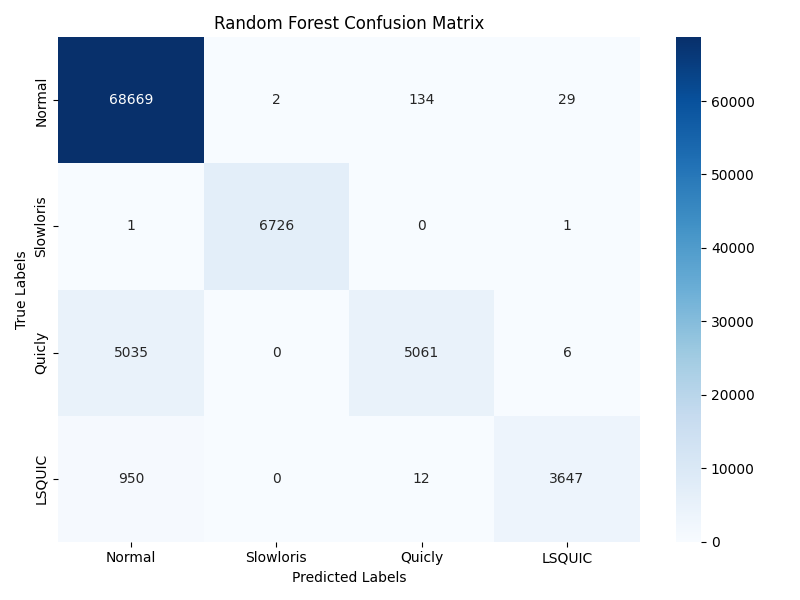 Random Forest Confusion Matrix
True Labels
Normal 68669 2 134 29
Slowloris 1 6726 0 1
Quicly 5035 0 5061 6
LSQUIC 950 0 12 3647
Normal Slowloris Quicly LSQUIC
Predicted Labels
60000
50000
40000
30000
20000
10000
0